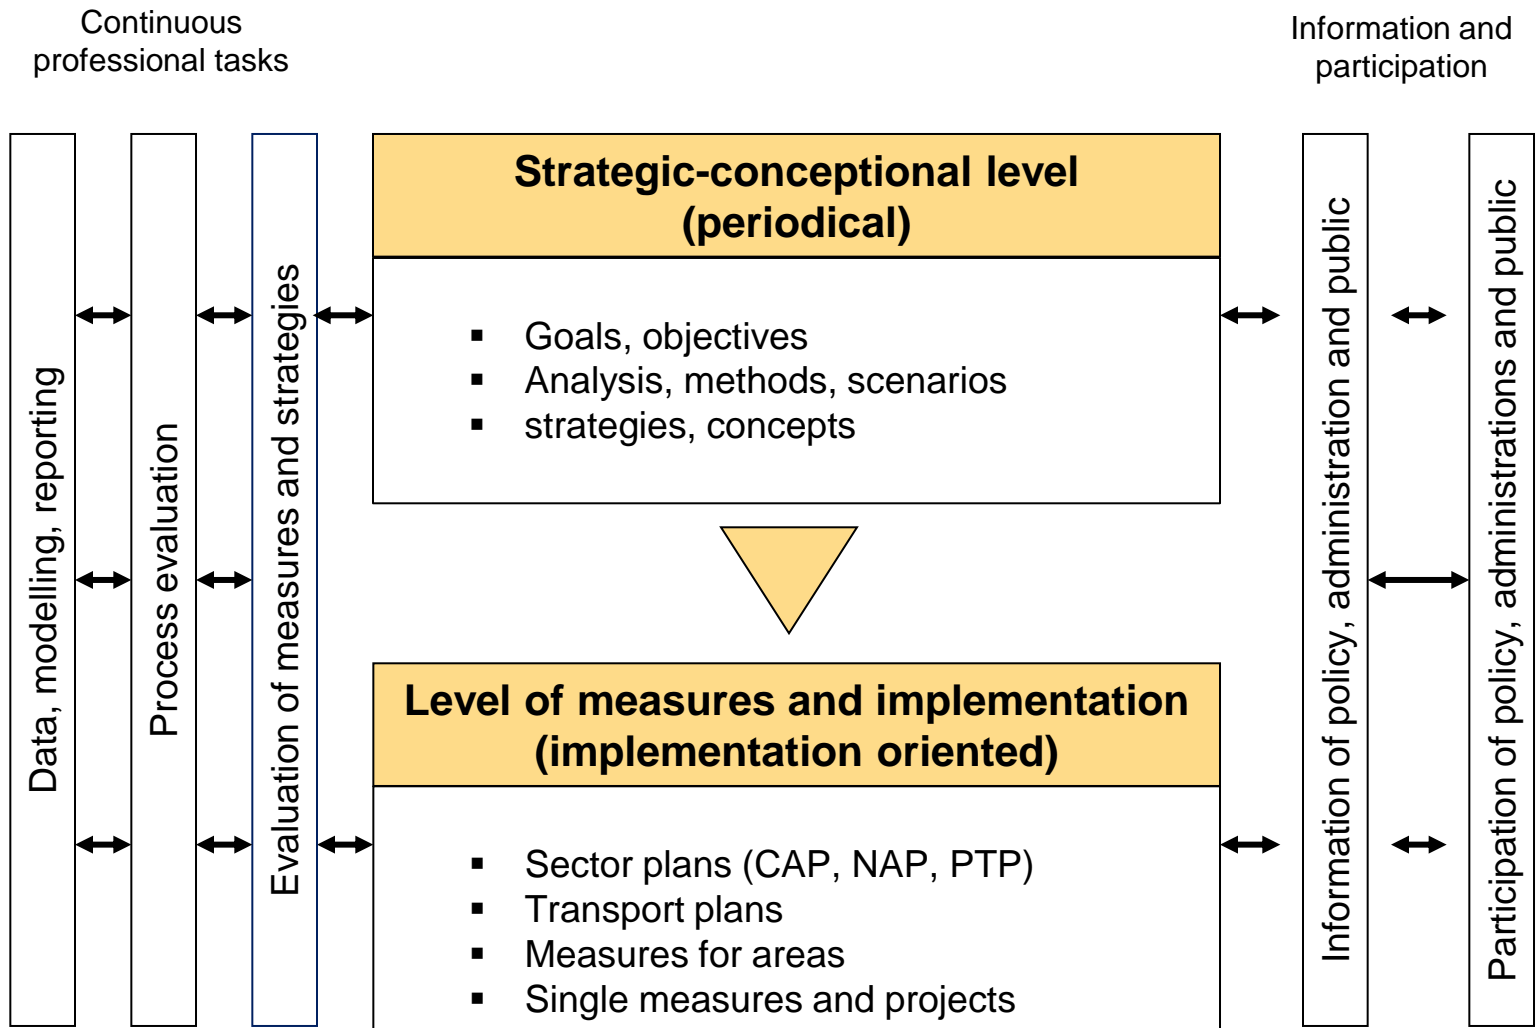 Continuous
professional tasks
Information and
participation
Data, modelling, reporting
Process evaluation
Evaluation of measures and strategies
Strategic-conceptional level
(periodical)
▪ Goals, objectives
▪ Analysis, methods, scenarios
▪ strategies, concepts
Level of measures and implementation
(implementation oriented)
▪ Sector plans (CAP, NAP, PTP)
▪ Transport plans
▪ Measures for areas
▪ Single measures and projects
Information of policy, administration and public
Participation of policy, administrations and public